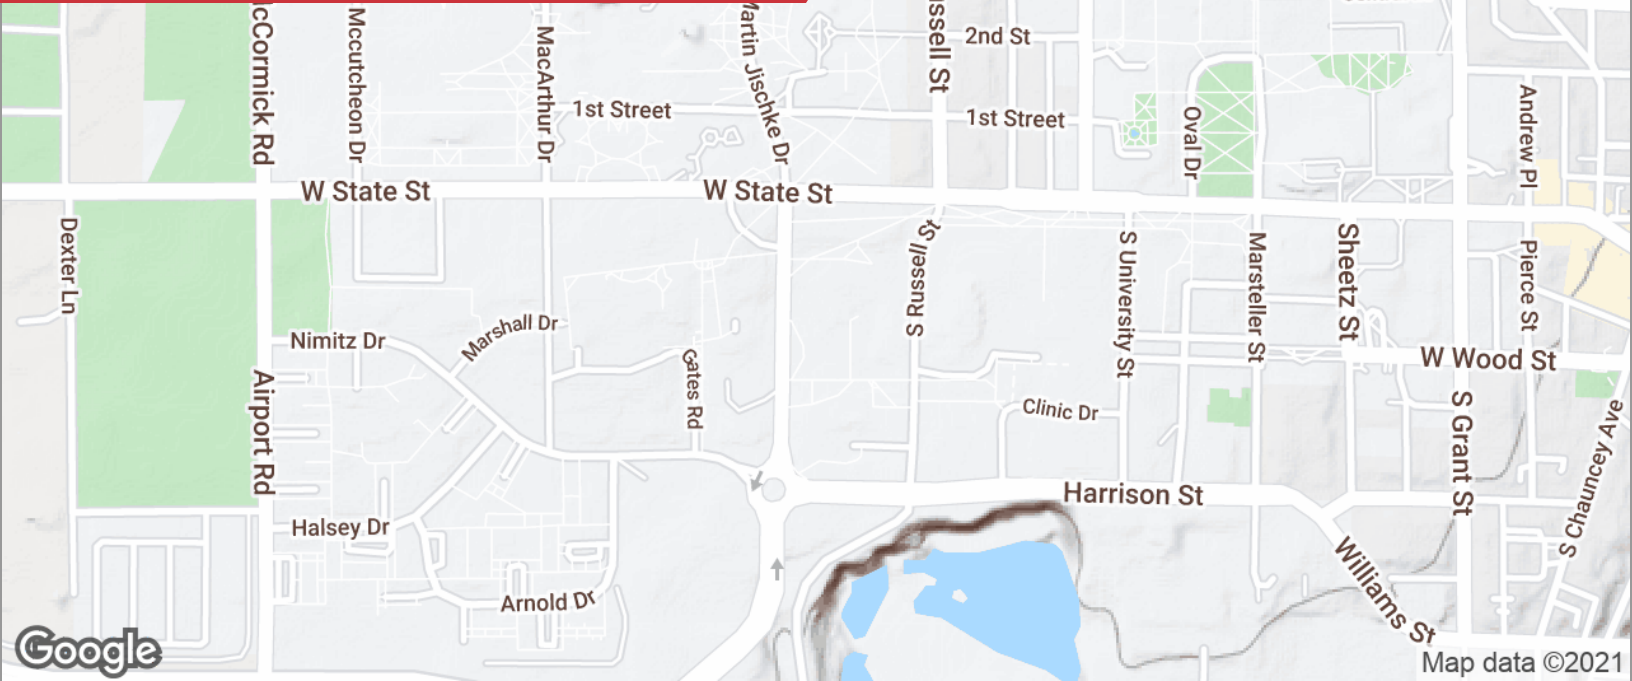 cCormick Rd
Mccutcheon Dr
MacArthur Dr
Martin Jischke Dr
ssell St
2nd St
1st Street
1st Street
Oval Dr
Andrew Pl
W State St
W State St
Dexter Ln
S Russell St
S University St
Marsteller St
Sheetz St
Pierce St
Nimitz Dr
Marshall Dr
Gates Rd
W Wood St
Airport Rd
Clinic Dr
S Grant St
S Chauncey Ave
Harrison St
Halsey Dr
Williams St
Arnold Dr
Google
Map data ©2021